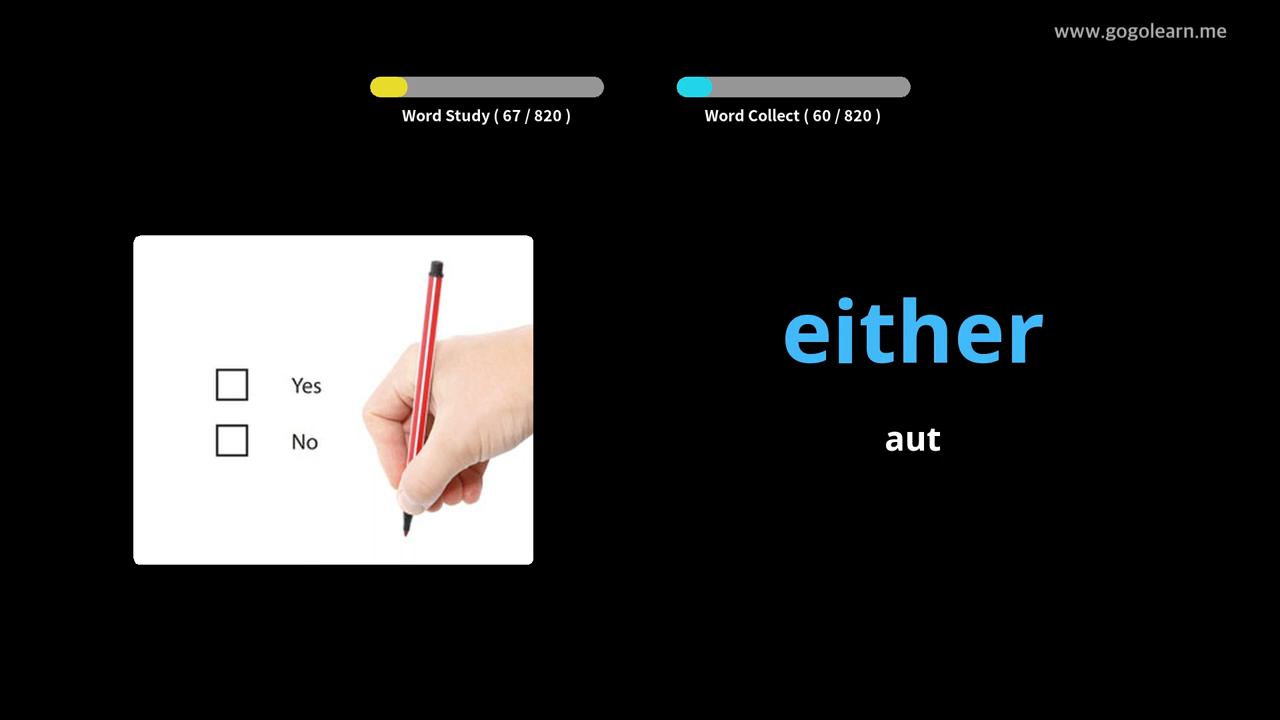 www.gogolearn.me
Word Study ( 67 / 820 )
Word Collect ( 60 / 820 )
Yes
No
either
aut